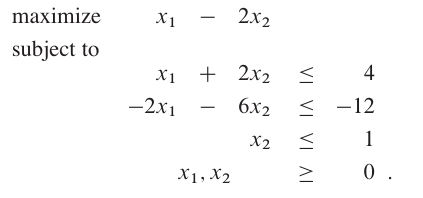 maximize x₁ − 2x₂
subject to
x₁ + 2x₂ ≤ 4
−2x₁ − 6x₂ ≤ −12
x₂ ≤ 1
x₁, x₂ ≥ 0 .